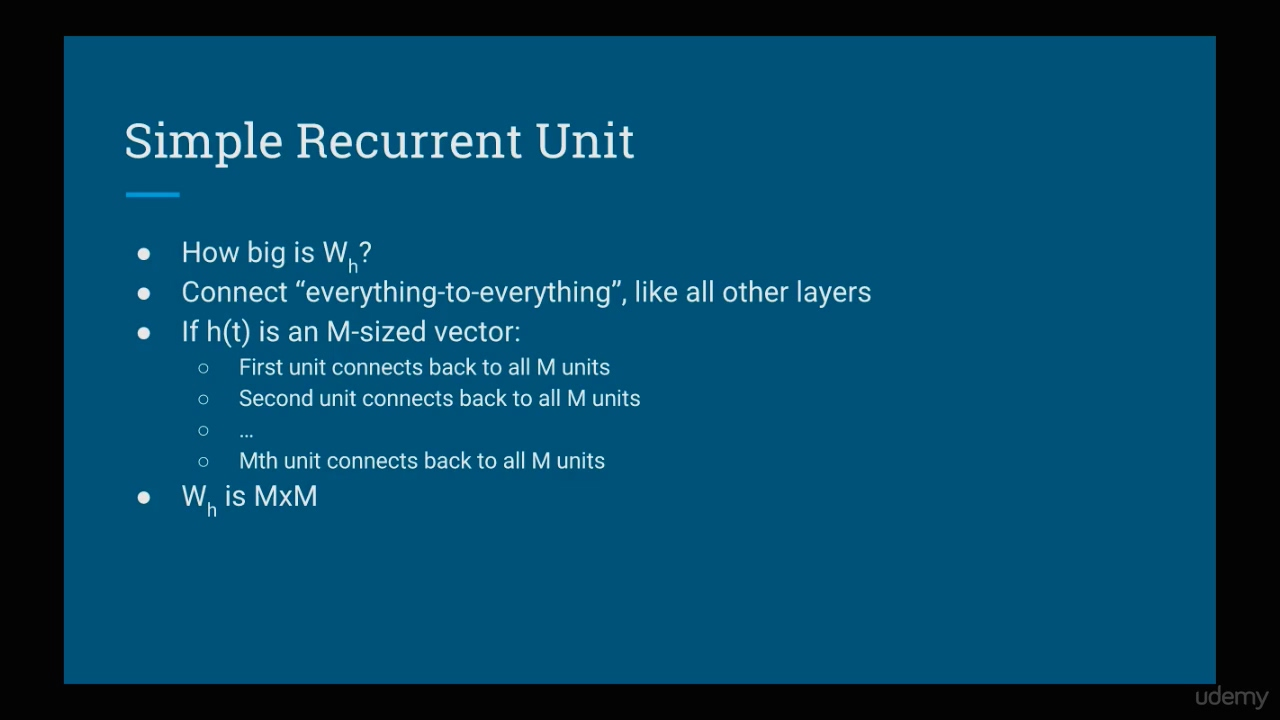 Simple Recurrent Unit
● How big is Wh?
● Connect “everything-to-everything”, like all other layers
● If h(t) is an M-sized vector:
○ First unit connects back to all M units
○ Second unit connects back to all M units
○ …
○ Mth unit connects back to all M units
● Wh is MxM
udemy